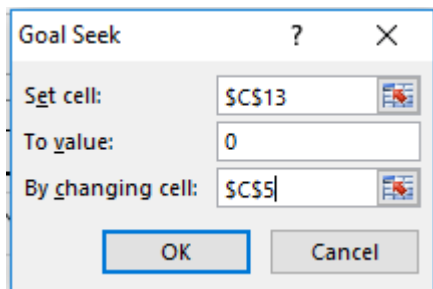 Goal Seek ? ×
Set cell: $C$13
To value: 0
By changing cell: $C$5
OK Cancel